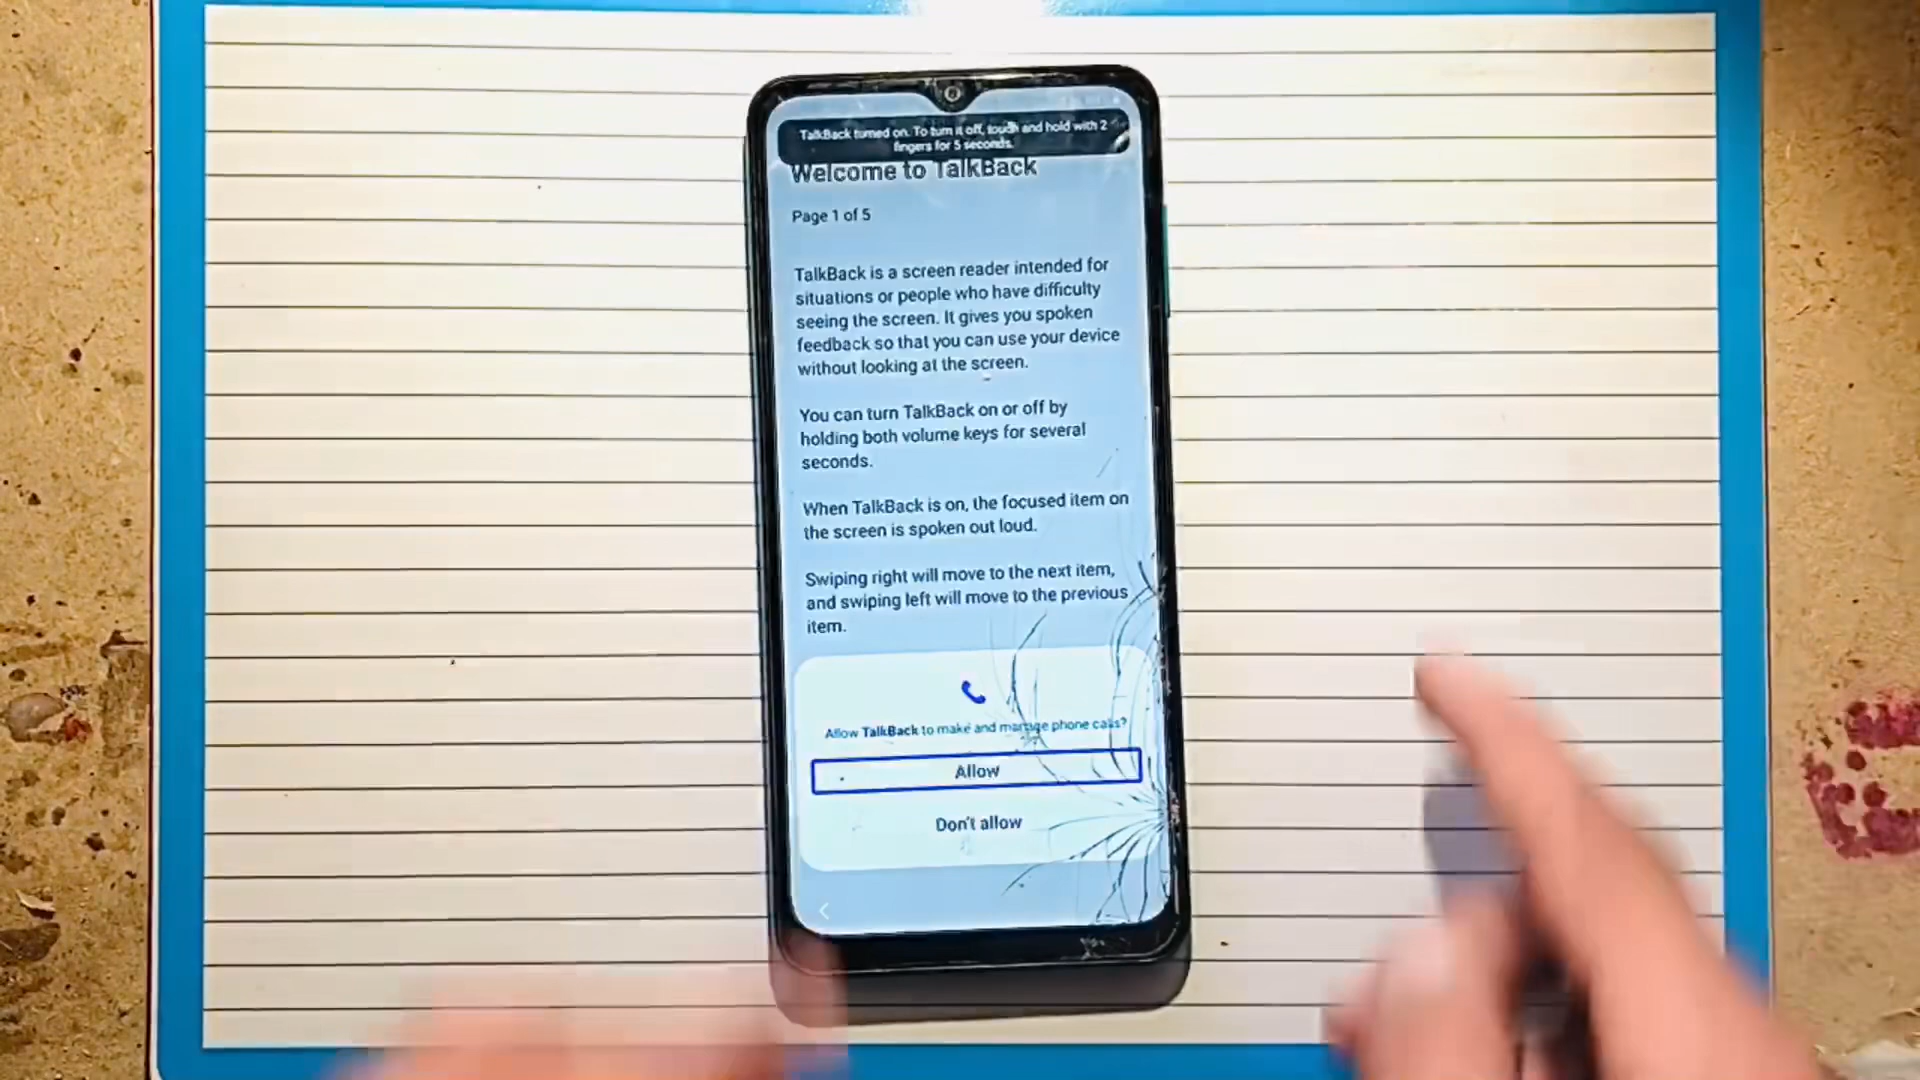 TalkBack turned on. To turn it off, touch and hold with 2
fingers for 5 seconds.
Welcome to TalkBack
Page 1 of 5
TalkBack is a screen reader intended for
situations or people who have difficulty
seeing the screen. It gives you spoken
feedback so that you can use your device
without looking at the screen.
You can turn TalkBack on or off by
holding both volume keys for several
seconds.
When TalkBack is on, the focused item on
the screen is spoken out loud.
Swiping right will move to the next item,
and swiping left will move to the previous
item.
Allow TalkBack to make and manage phone calls?
Allow
Don't allow